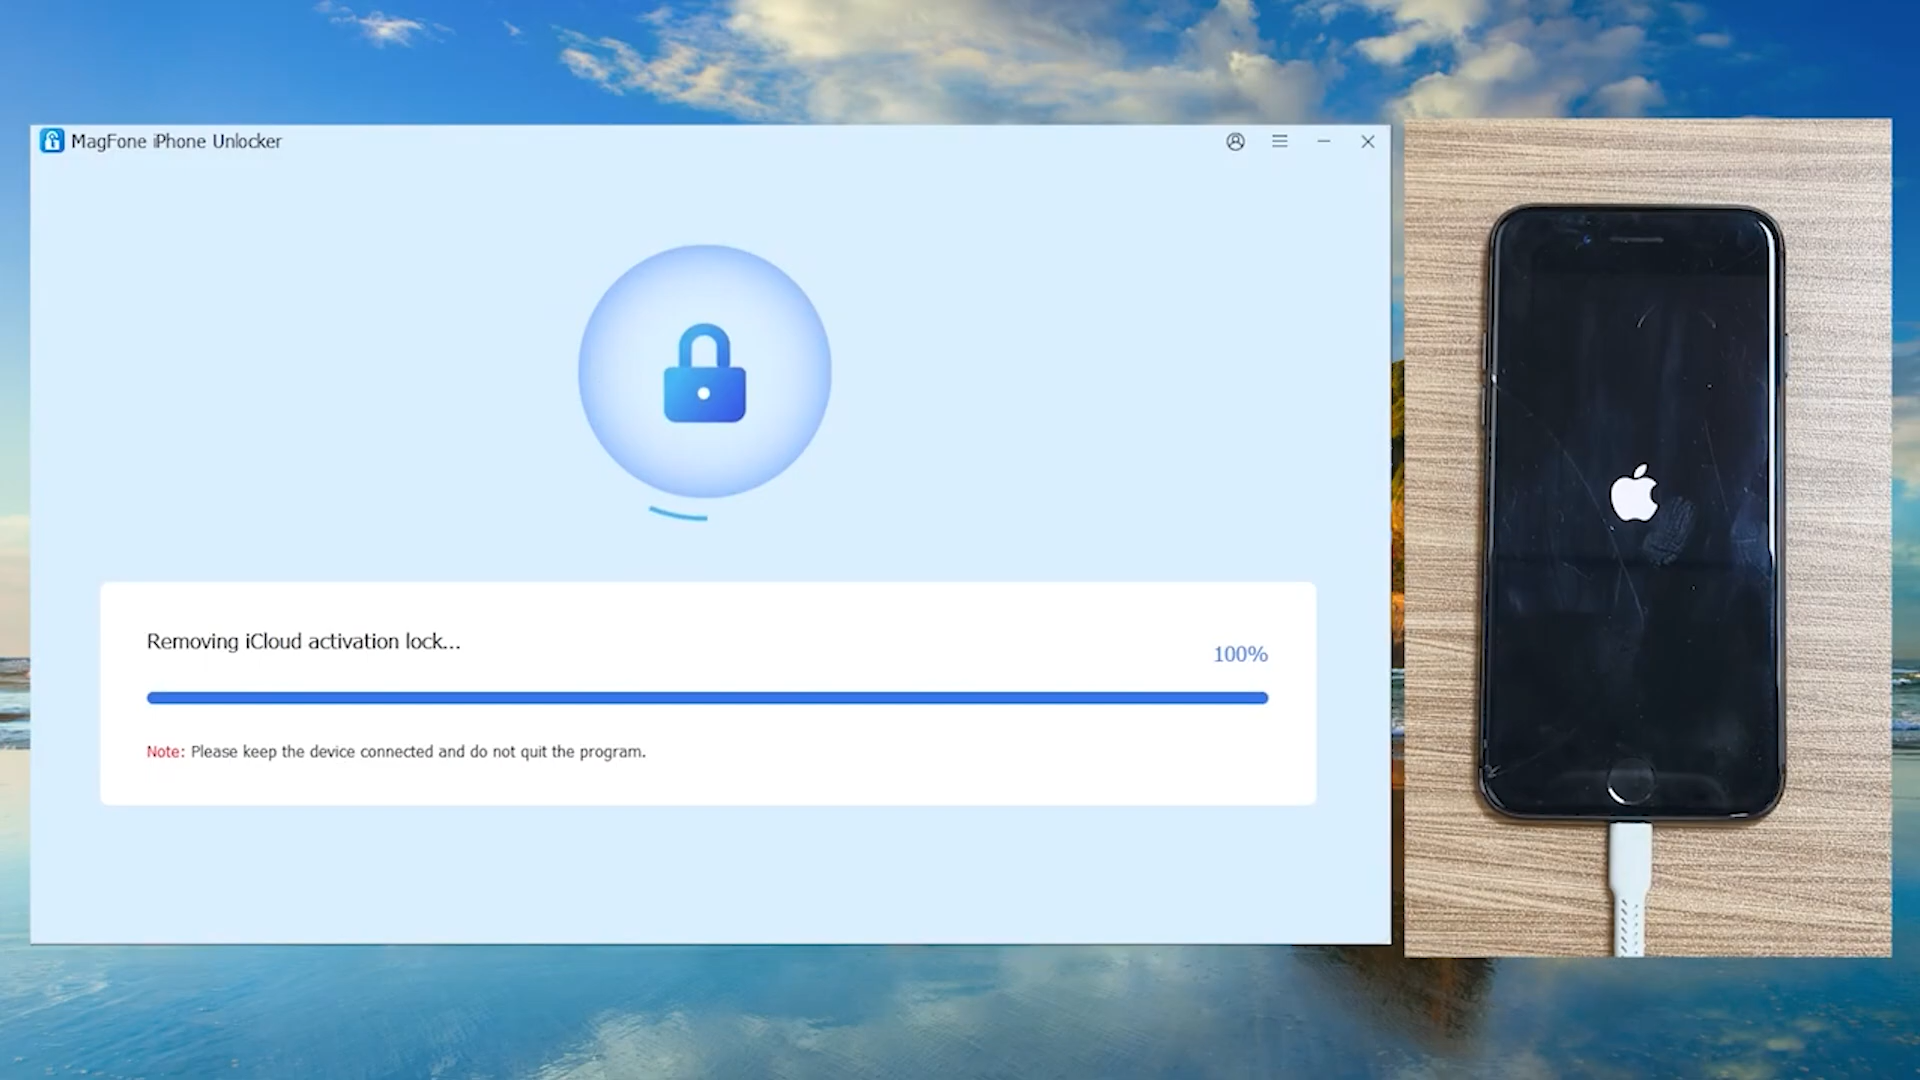 MagFone iPhone Unlocker
Removing iCloud activation lock...
100%
Note: Please keep the device connected and do not quit the program.